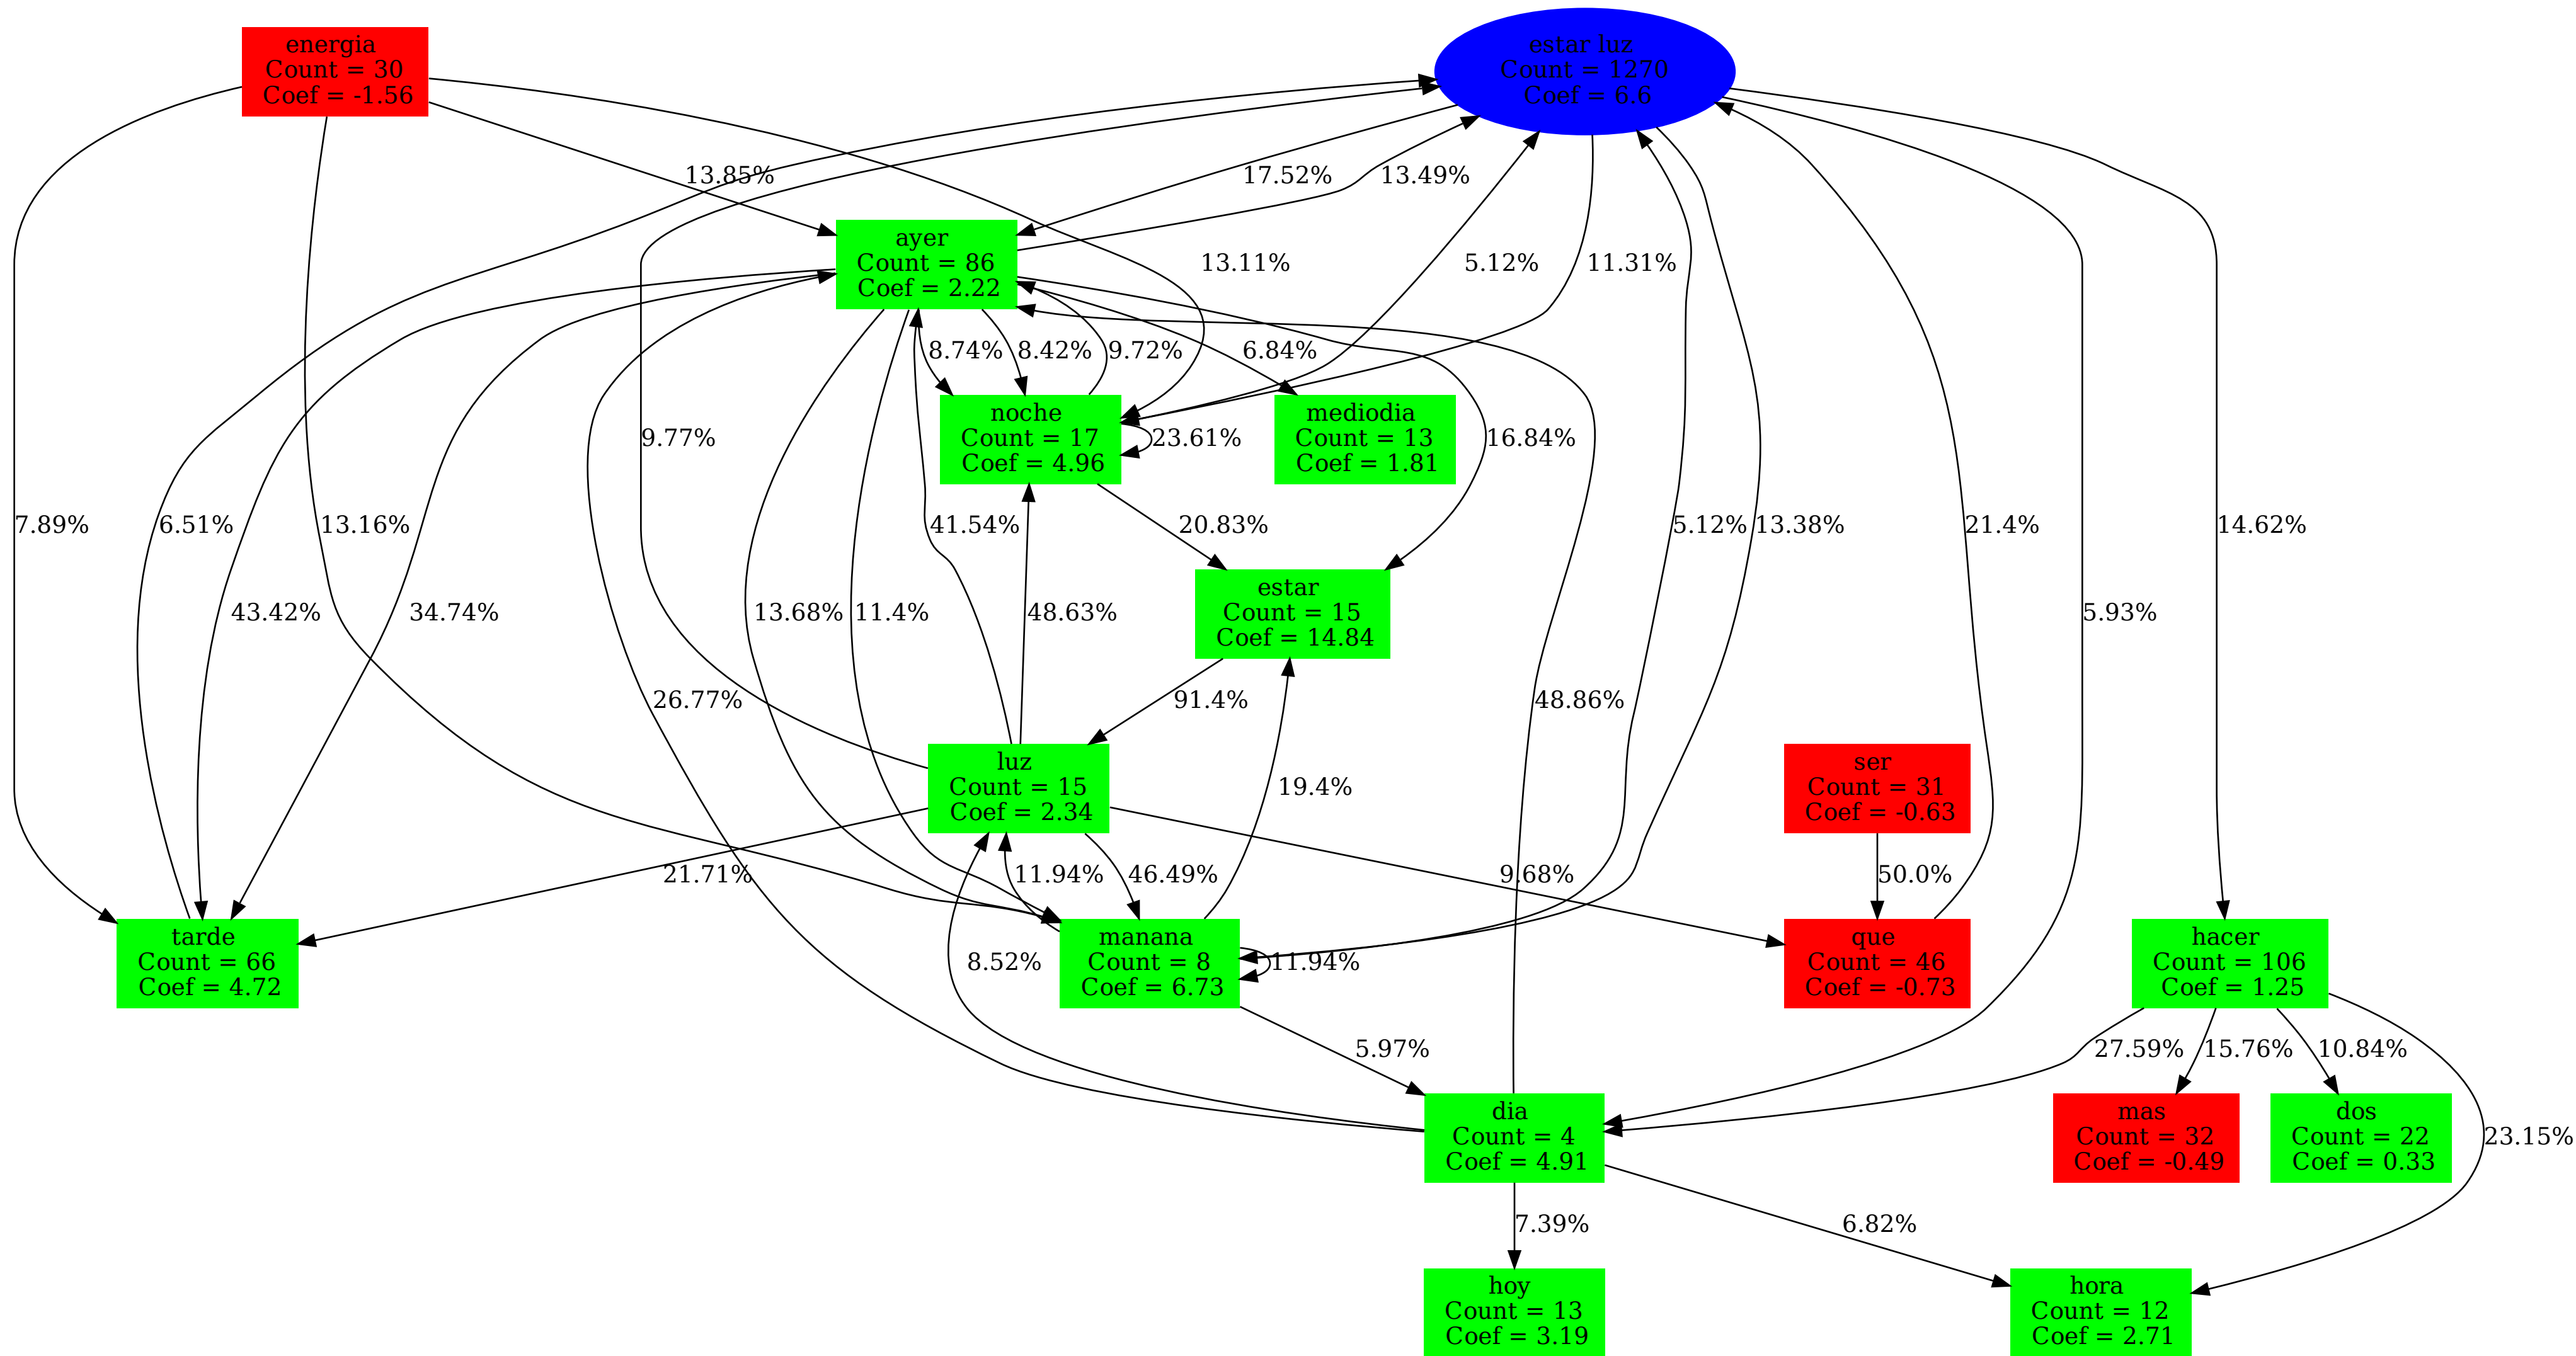 energia
Count = 30
Coef = -1.56
estar luz
Count = 1270
Coef = 6.6
13.85%
17.52%
13.49%
ayer
Count = 86
Coef = 2.22
13.11%
5.12%
11.31%
8.74%
8.42%
9.72%
6.84%
noche
Count = 17
Coef = 4.96
mediodia
Count = 13
Coef = 1.81
9.77%
23.61%
16.84%
7.89%
6.51%
13.16%
41.54%
20.83%
5.12%
13.38%
21.4%
14.62%
estar
Count = 15
Coef = 14.84
43.42%
34.74%
13.68%
11.4%
48.63%
5.93%
26.77%
91.4%
48.86%
luz
Count = 15
Coef = 2.34
19.4%
ser
Count = 31
Coef = -0.63
21.71%
11.94%
46.49%
9.68%
50.0%
tarde
Count = 66
Coef = 4.72
8.52%
manana
Count = 8
Coef = 6.73
11.94%
que
Count = 46
Coef = -0.73
hacer
Count = 106
Coef = 1.25
5.97%
27.59%
15.76%
10.84%
dia
Count = 4
Coef = 4.91
mas
Count = 32
Coef = -0.49
dos
Count = 22
Coef = 0.33
23.15%
7.39%
6.82%
hoy
Count = 13
Coef = 3.19
hora
Count = 12
Coef = 2.71